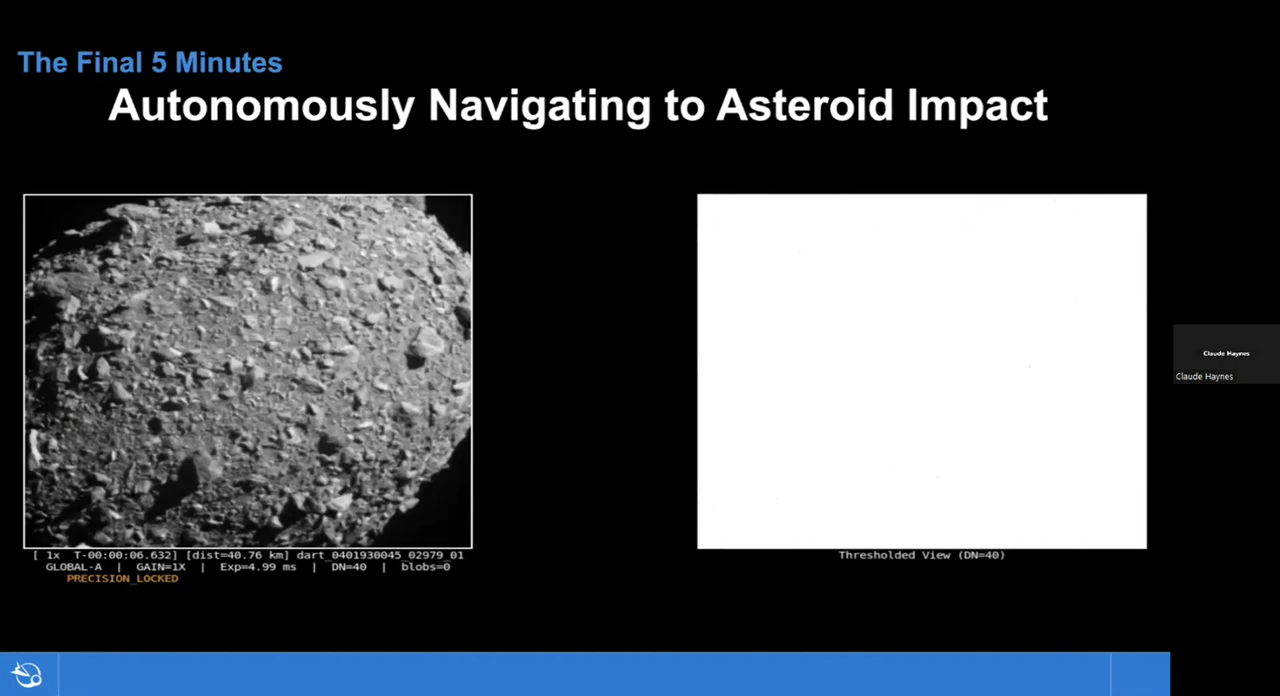 The Final 5 Minutes
Autonomously Navigating to Asteroid Impact
[ 1x T-00:00:06.632] [dist=40.76 km] dart_0401930045_02979_01
GLOBAL-A | GAIN=1X | Exp=4.99 ms | DN=40 | blobs=0
PRECISION_LOCKED
Thresholded View (DN=40)
Claude Haynes
Claude Haynes